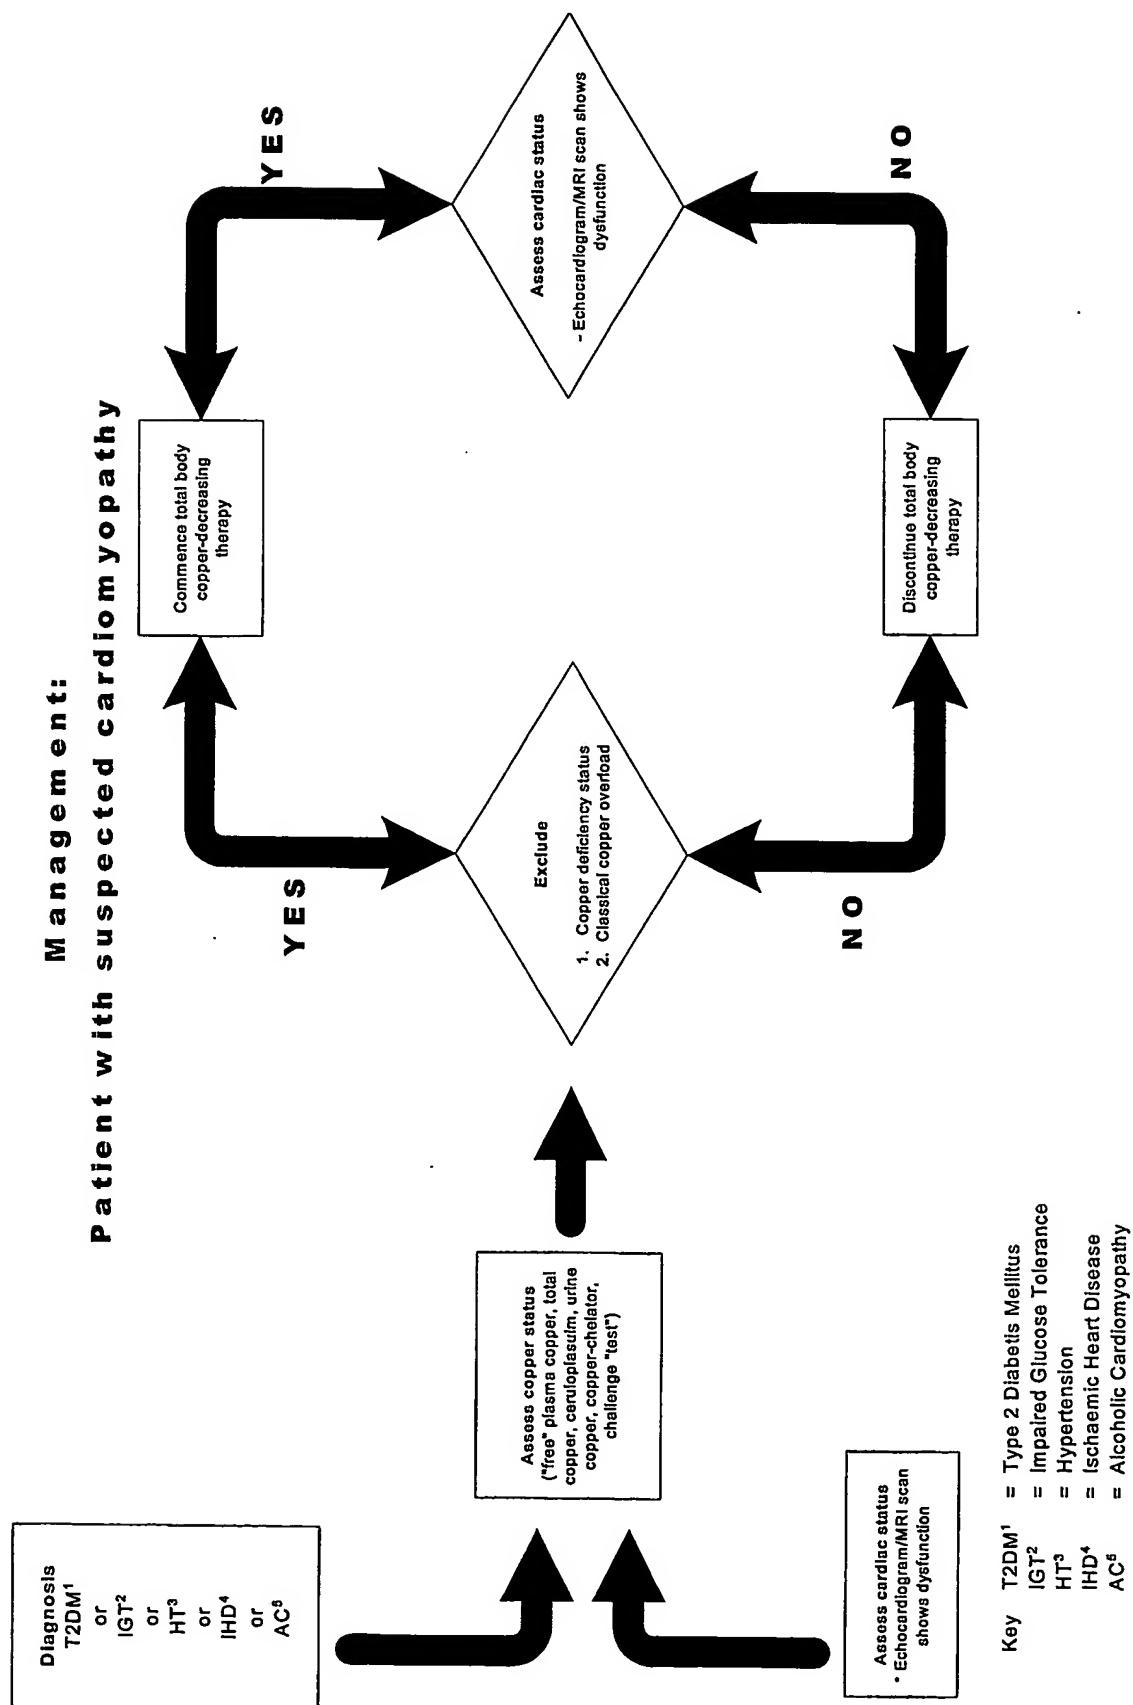 Management:
Patient with suspected cardiomyopathy
Diagnosis
T2DM¹
or
IGT²
or
HT³
or
IHD⁴
or
AC⁵
Assess cardiac status
• Echocardiogram/MRI scan
shows dysfunction
Assess copper status
("free" plasma copper, total
copper, ceruloplasuim, urine
copper, copper-chelator,
challenge "test")
Exclude
1. Copper deficiency status
2. Classical copper overload
YES
NO
Commence total body
copper-decreasing
therapy
Discontinue total body
copper-decreasing
therapy
YES
NO
Assess cardiac status
- Echocardiogram/MRI scan shows
dysfunction
Key T2DM¹ = Type 2 Diabetis Mellitus
IGT² = Impaired Glucose Tolerance
HT³ = Hypertension
IHD⁴ = Ischaemic Heart Disease
AC⁵ = Alcoholic Cardiomyopathy